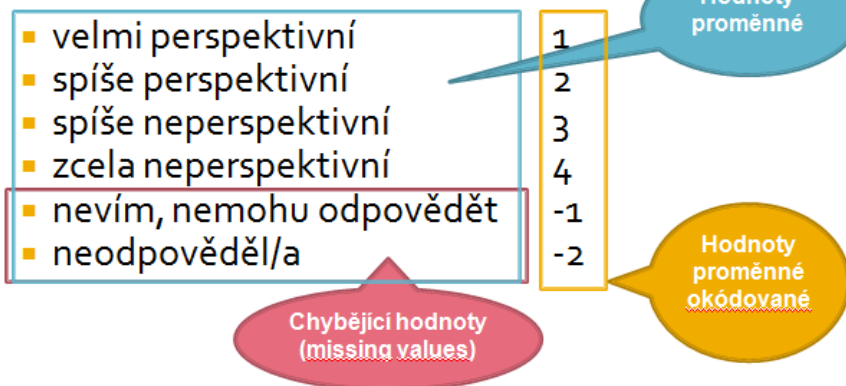 Hodnoty
proměnné
velmi perspektivní 1
spíše perspektivní 2
spíše neperspektivní 3
zcela neperspektivní 4
nevím, nemohu odpovědět -1
neodpověděl/a -2
Hodnoty
proměnné
okódované
Chybějící hodnoty
(missing values)